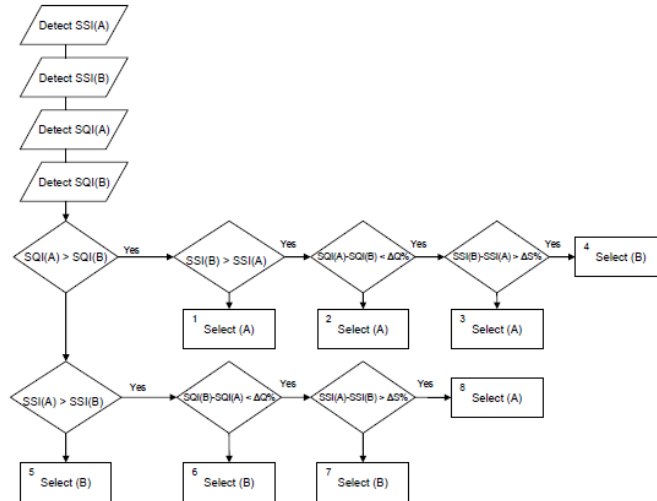 Detect SSI(A)
Detect SSI(B)
Detect SQI(A)
Detect SQI(B)
SQI(A) > SQI(B)
Yes
SSI(B) > SSI(A)
Yes
SQI(A)-SQI(B) < ΔQ%
Yes
SSI(B)-SSI(A) > ΔS%
Yes
4
Select (B)
1
Select (A)
2
Select (A)
3
Select (A)
SSI(A) > SSI(B)
Yes
SQI(B)-SQI(A) < ΔQ%
Yes
SSI(A)-SSI(B) > ΔS%
Yes
8
Select (A)
5
Select (B)
6
Select (B)
7
Select (B)